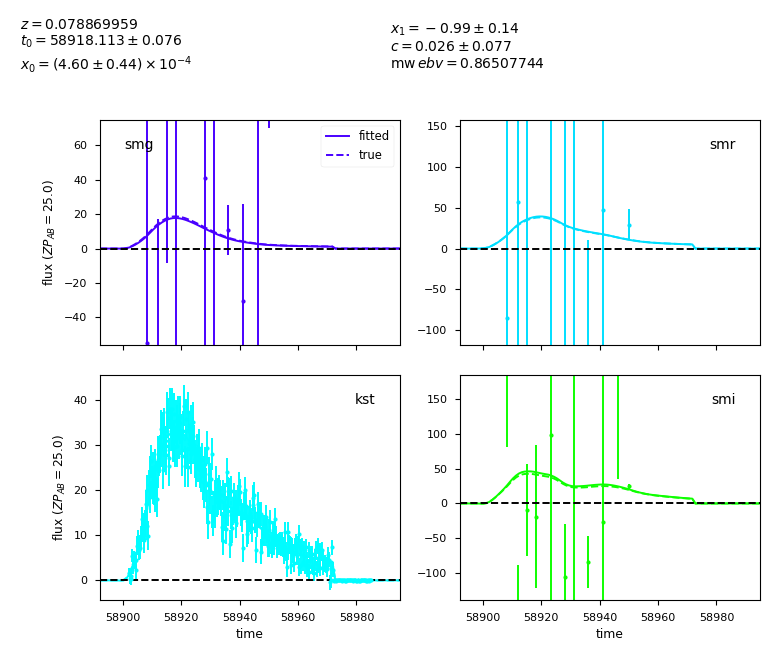 z = 0.078869959
t₀ = 58918.113 ± 0.076
x₀ = (4.60 ± 0.44) × 10⁻⁴
x₁ = −0.99 ± 0.14
c = 0.026 ± 0.077
mw ebv = 0.86507744
smg
fitted
true
60
40
20
0
−20
−40
flux (ZP_AB = 25.0)
smr
150
100
50
0
−50
−100
kst
40
30
20
10
0
flux (ZP_AB = 25.0)
58900 58920 58940 58960 58980
time
smi
150
100
50
0
−50
−100
58900 58920 58940 58960 58980
time